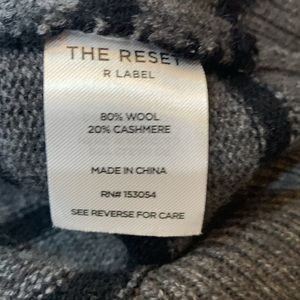 THE RESET
R LABEL
80% WOOL
20% CASHMERE
MADE IN CHINA
RN# 153054
SEE REVERSE FOR CARE